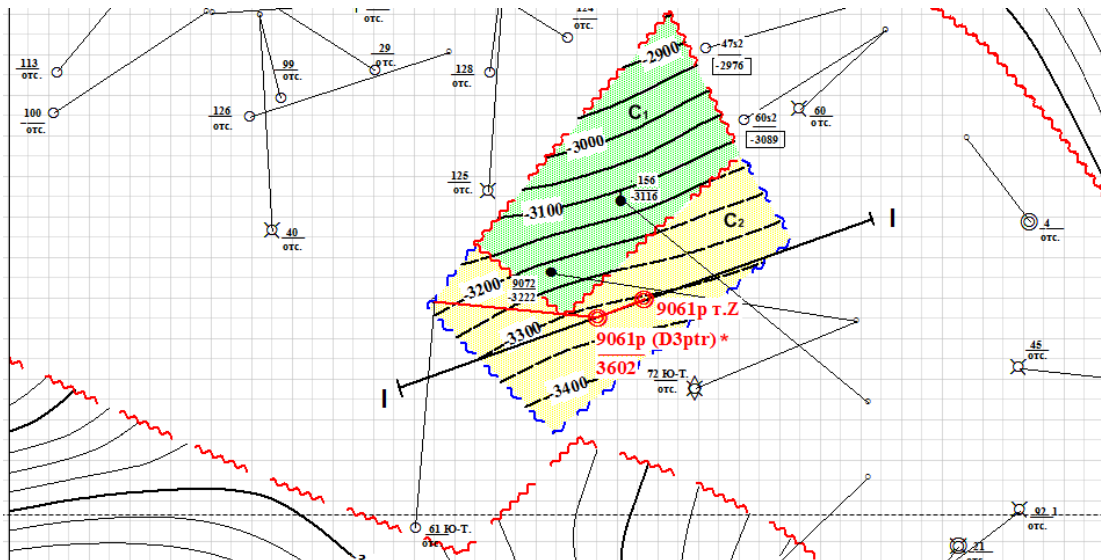 отс.
113
отс.
99
отс.
29
отс.
128
отс.
-2900
47s2
-2976
100
отс.
126
отс.
C₁
60s2
-3089
60
отс.
-3000
125
отс.
156
-3116
-3100
C₂
40
отс.
4
отс.
I
9072
-3222
-3200
9061р т.Z
-3300
9061р (D3ptr)*
3602
72 Ю-Т.
отс.
45
отс.
-3400
I
61 Ю-Т.
отс.
92_1
отс.
21
отс.